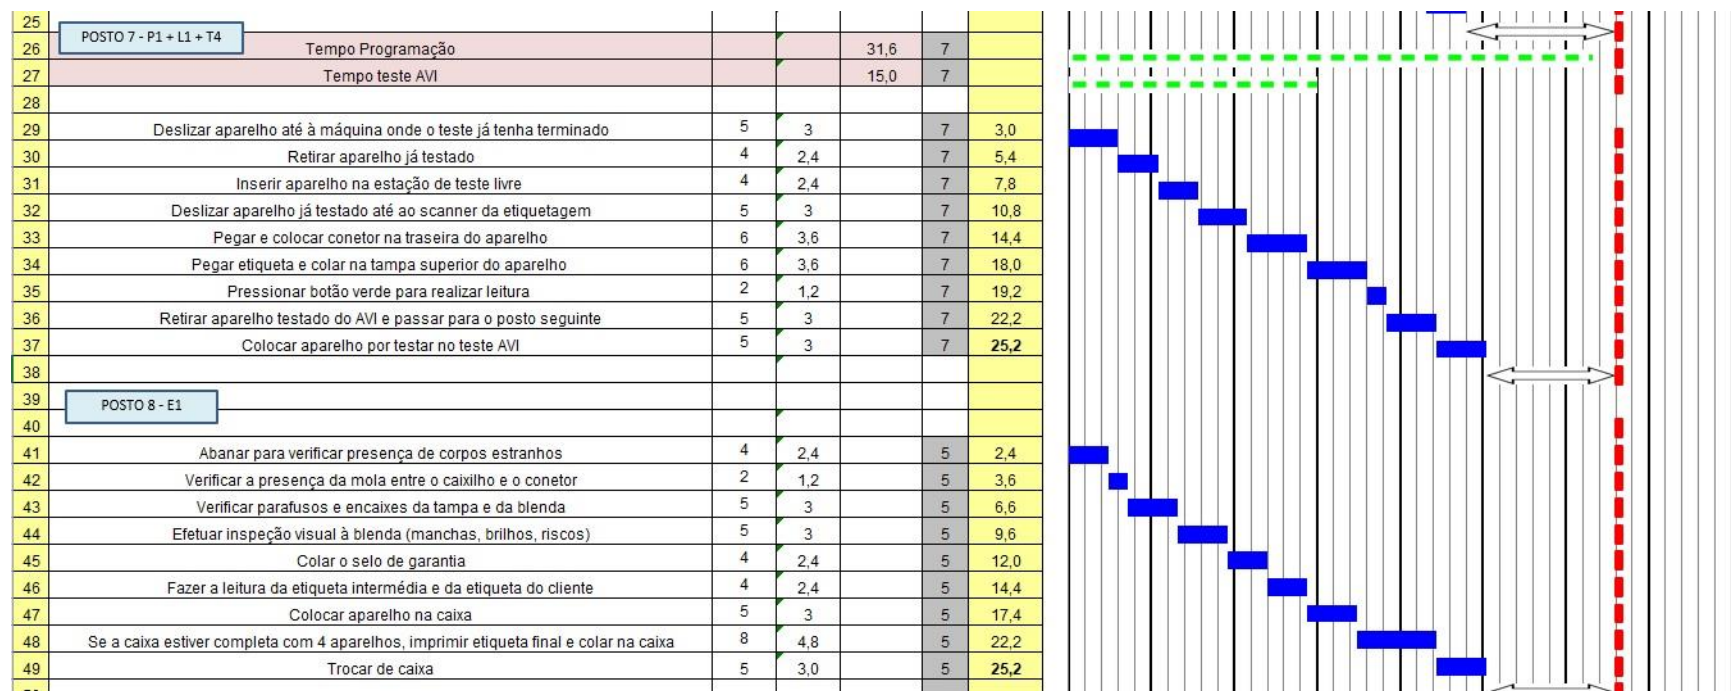 25
POSTO 7 - P1 + L1 + T4
26 Tempo Programação 31,6 7
27 Tempo teste AVI 15,0 7
28
29 Deslizar aparelho até à máquina onde o teste já tenha terminado 5 3 7 3,0
30 Retirar aparelho já testado 4 2,4 7 5,4
31 Inserir aparelho na estação de teste livre 4 2,4 7 7,8
32 Deslizar aparelho já testado até ao scanner da etiquetagem 5 3 7 10,8
33 Pegar e colocar conetor na traseira do aparelho 6 3,6 7 14,4
34 Pegar etiqueta e colar na tampa superior do aparelho 6 3,6 7 18,0
35 Pressionar botão verde para realizar leitura 2 1,2 7 19,2
36 Retirar aparelho testado do AVI e passar para o posto seguinte 5 3 7 22,2
37 Colocar aparelho por testar no teste AVI 5 3 7 25,2
38
39
POSTO 8 - E1
40
41 Abanar para verificar presença de corpos estranhos 4 2,4 5 2,4
42 Verificar a presença da mola entre o caixilho e o conetor 2 1,2 5 3,6
43 Verificar parafusos e encaixes da tampa e da blenda 5 3 5 6,6
44 Efetuar inspeção visual à blenda (manchas, brilhos, riscos) 5 3 5 9,6
45 Colar o selo de garantia 4 2,4 5 12,0
46 Fazer a leitura da etiqueta intermédia e da etiqueta do cliente 4 2,4 5 14,4
47 Colocar aparelho na caixa 5 3 5 17,4
48 Se a caixa estiver completa com 4 aparelhos, imprimir etiqueta final e colar na caixa 8 4,8 5 22,2
49 Trocar de caixa 5 3,0 5 25,2